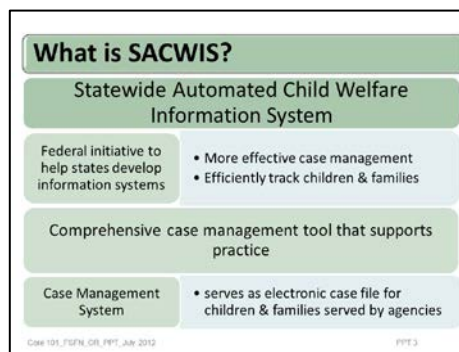 What is SACWIS?
Statewide Automated Child Welfare
Information System
Federal initiative to
help states develop
information systems
• More effective case management
• Efficiently track children & families
Comprehensive case management tool that supports
practice
Case Management
System
• serves as electronic case file for
children & families served by agencies
Core 101_FSFN_OR_PPT_July 2012
PPT 3